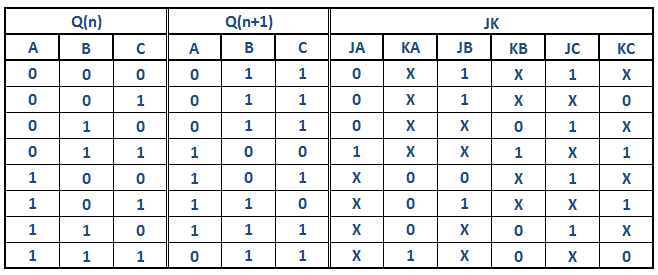 Q(n) Q(n+1) JK
A B C A B C JA KA JB KB JC KC
0 0 0 0 1 1 0 X 1 X 1 X
0 0 1 0 1 1 0 X 1 X X 0
0 1 0 0 1 1 0 X X 0 1 X
0 1 1 1 0 0 1 X X 1 X 1
1 0 0 1 0 1 X 0 0 X 1 X
1 0 1 1 1 0 X 0 1 X X 1
1 1 0 1 1 1 X 0 X 0 1 X
1 1 1 0 1 1 X 1 X 0 X 0